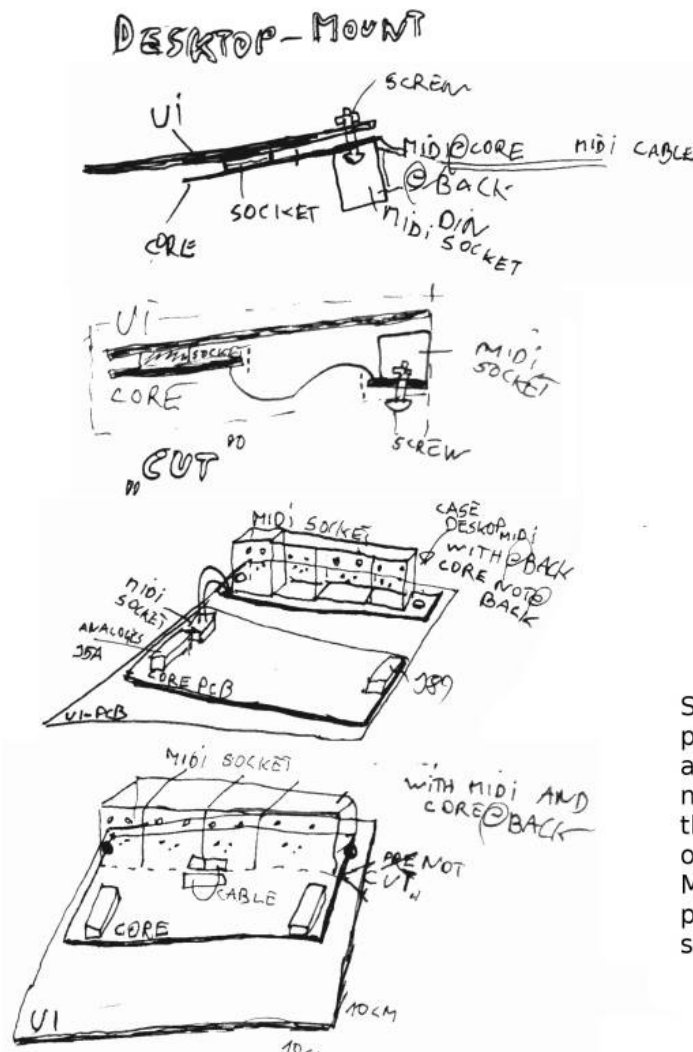 DESKTOP-MOUNT
SCREW
UI
MIDI@CORE
MIDI CABLE
@BACK
SOCKET
MIDI DIN
SOCKET
CORE
UI
SOCKET
MIDI
SOCKET
CORE
SCREW
„CUT"
MIDI SOCKET
CASE
DESKOP MIDI
WITH @BACK
CORE NOT@
BACK
MIDI
SOCKET
ANALOGES
J5A
CORE PCB
J89
UI-PCB
MIDI SOCKET
WITH MIDI AND
CORE@BACK
NOT
CUT„
CABLE
CORE
UI
10CM
S
p
a
n
th
o
M
p
s